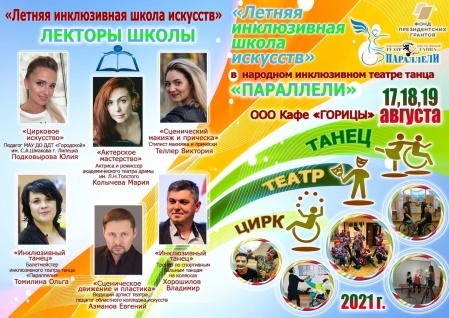 «Летняя инклюзивная школа искусств»
ЛЕКТОРЫ ШКОЛЫ
«Цирковое
искусство»
Педагог МАУ ДО ДДТ «Городской»
им. С.А.Шмакова г. Липецка
Подковырова Юлия
«Актерское
мастерство»
Актриса и режиссер
академического театра драмы
им. Л.Н.Толстого
Колычева Мария
«Сценический
макияж и прическа»
Стилист макияжа и прически
Теллер Виктория
«Инклюзивный
танец»
Балетмейстер
инклюзивного театра танца
«Параллели»
Томилина Ольга
«Сценическое
движение и пластика»
Ведущий артист театра,
педагог областного колледжа искусств
Азманов Евгений
«Инклюзивный
танец»
Тренер по спортивным
танцам на колясках
Хорошилов
Владимир
«Летняя
инклюзивная
школа
искусств»
в народном инклюзивном театре танца
«ПАРАЛЛЕЛИ»
ФОНД
ПРЕЗИДЕНТСКИХ
ГРАНТОВ
ТЕАТР ТАНЦА
ПАРАЛЛЕЛИ
ООО Кафе «ГОРИЦЫ»
17,18,19
августа
ТАНЕЦ
ТЕАТР
ЦИРК
2021 г.